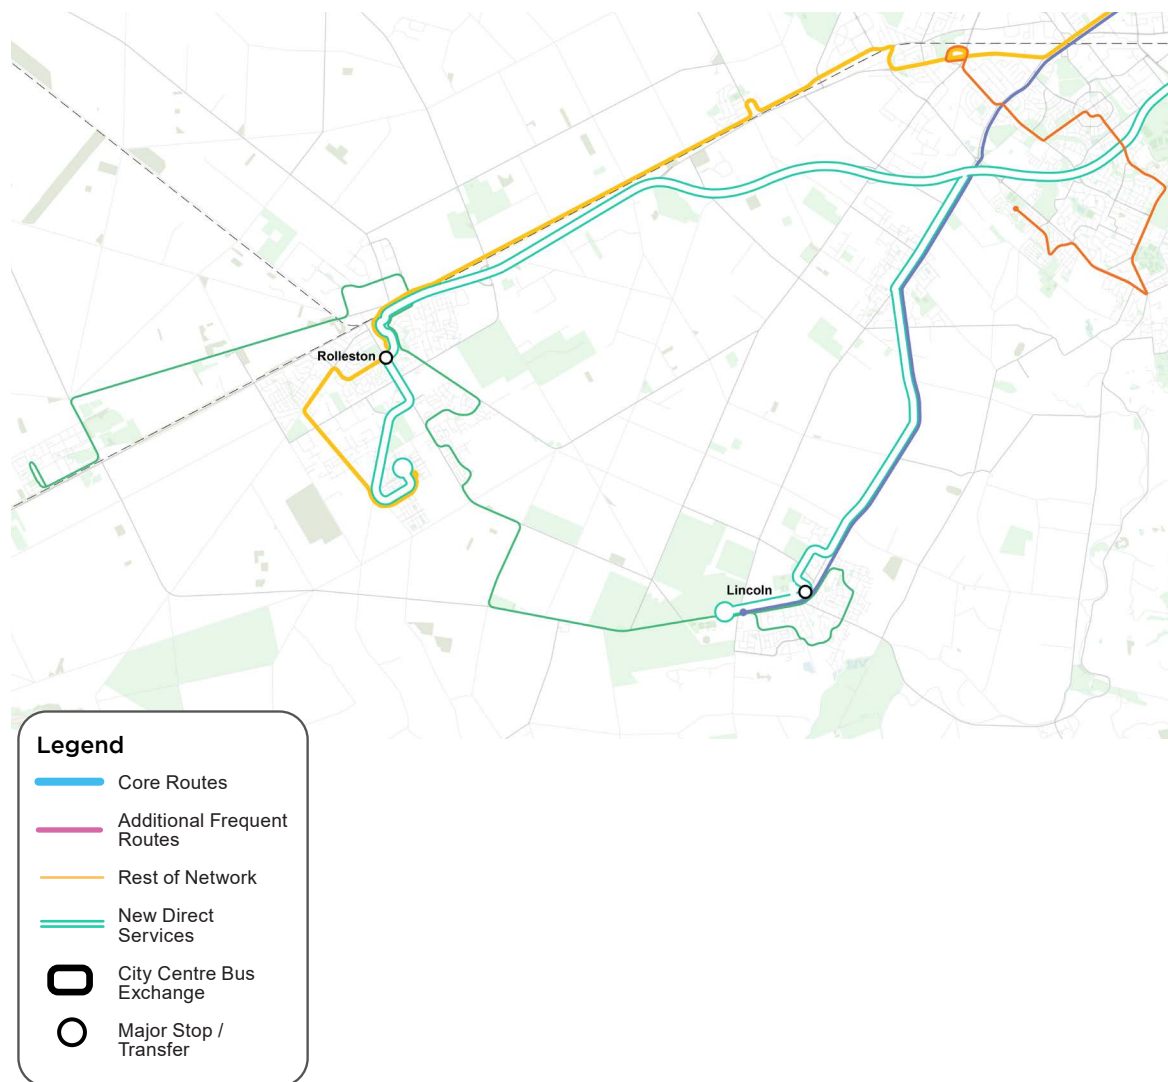 Rolleston
Lincoln
Legend
Core Routes
Additional Frequent
Routes
Rest of Network
New Direct
Services
City Centre Bus
Exchange
Major Stop /
Transfer